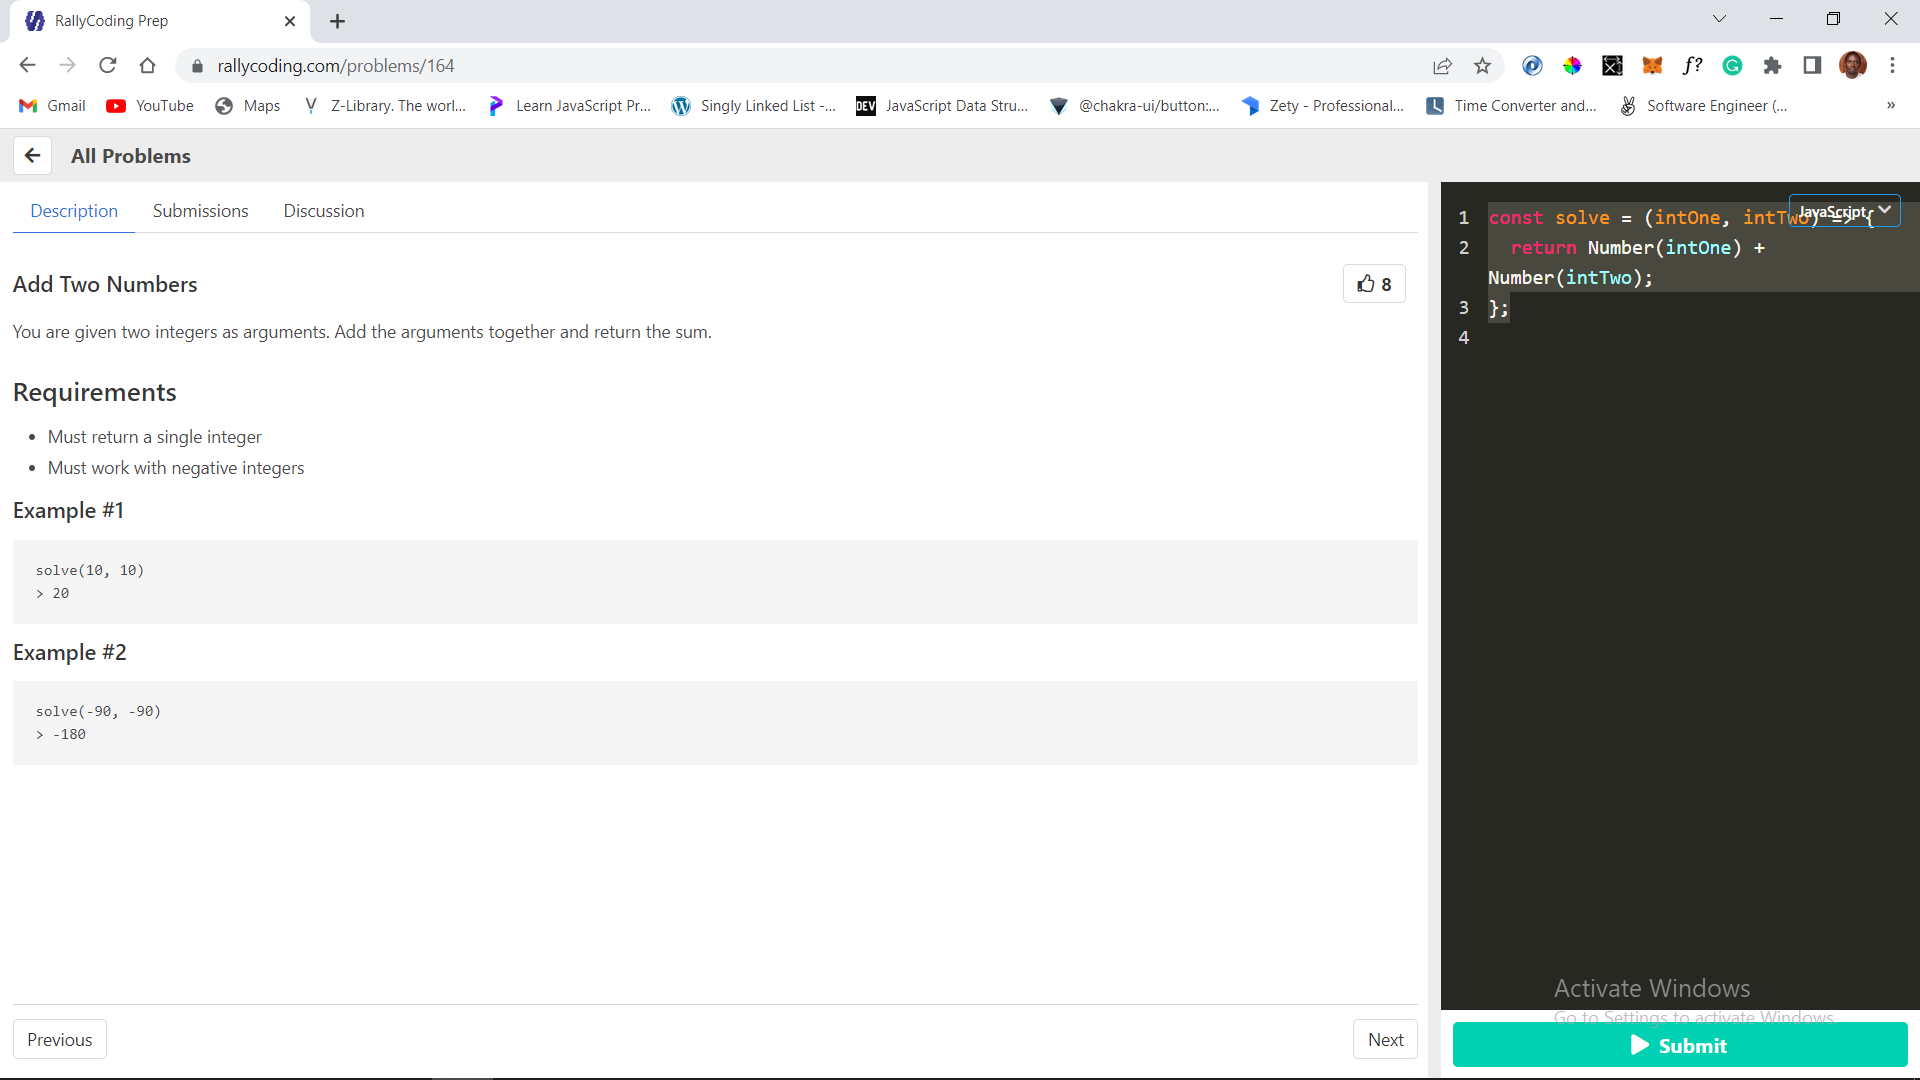 RallyCoding Prep
rallycoding.com/problems/164
Gmail
YouTube
Maps
Z-Library. The worl...
Learn JavaScript Pr...
Singly Linked List -...
DEV
JavaScript Data Stru...
@chakra-ui/button:...
Zety - Professional...
Time Converter and...
Software Engineer (...
»
All Problems
Description
Submissions
Discussion
Add Two Numbers
8
You are given two integers as arguments. Add the arguments together and return the sum.
Requirements
• Must return a single integer
• Must work with negative integers
Example #1
solve(10, 10)
> 20
Example #2
solve(-90, -90)
> -180
Previous
Next
JavaScript
1 const solve = (intOne, intTwo) => {
2 return Number(intOne) +
Number(intTwo);
3 };
4
Activate Windows
Go to Settings to activate Windows.
Submit